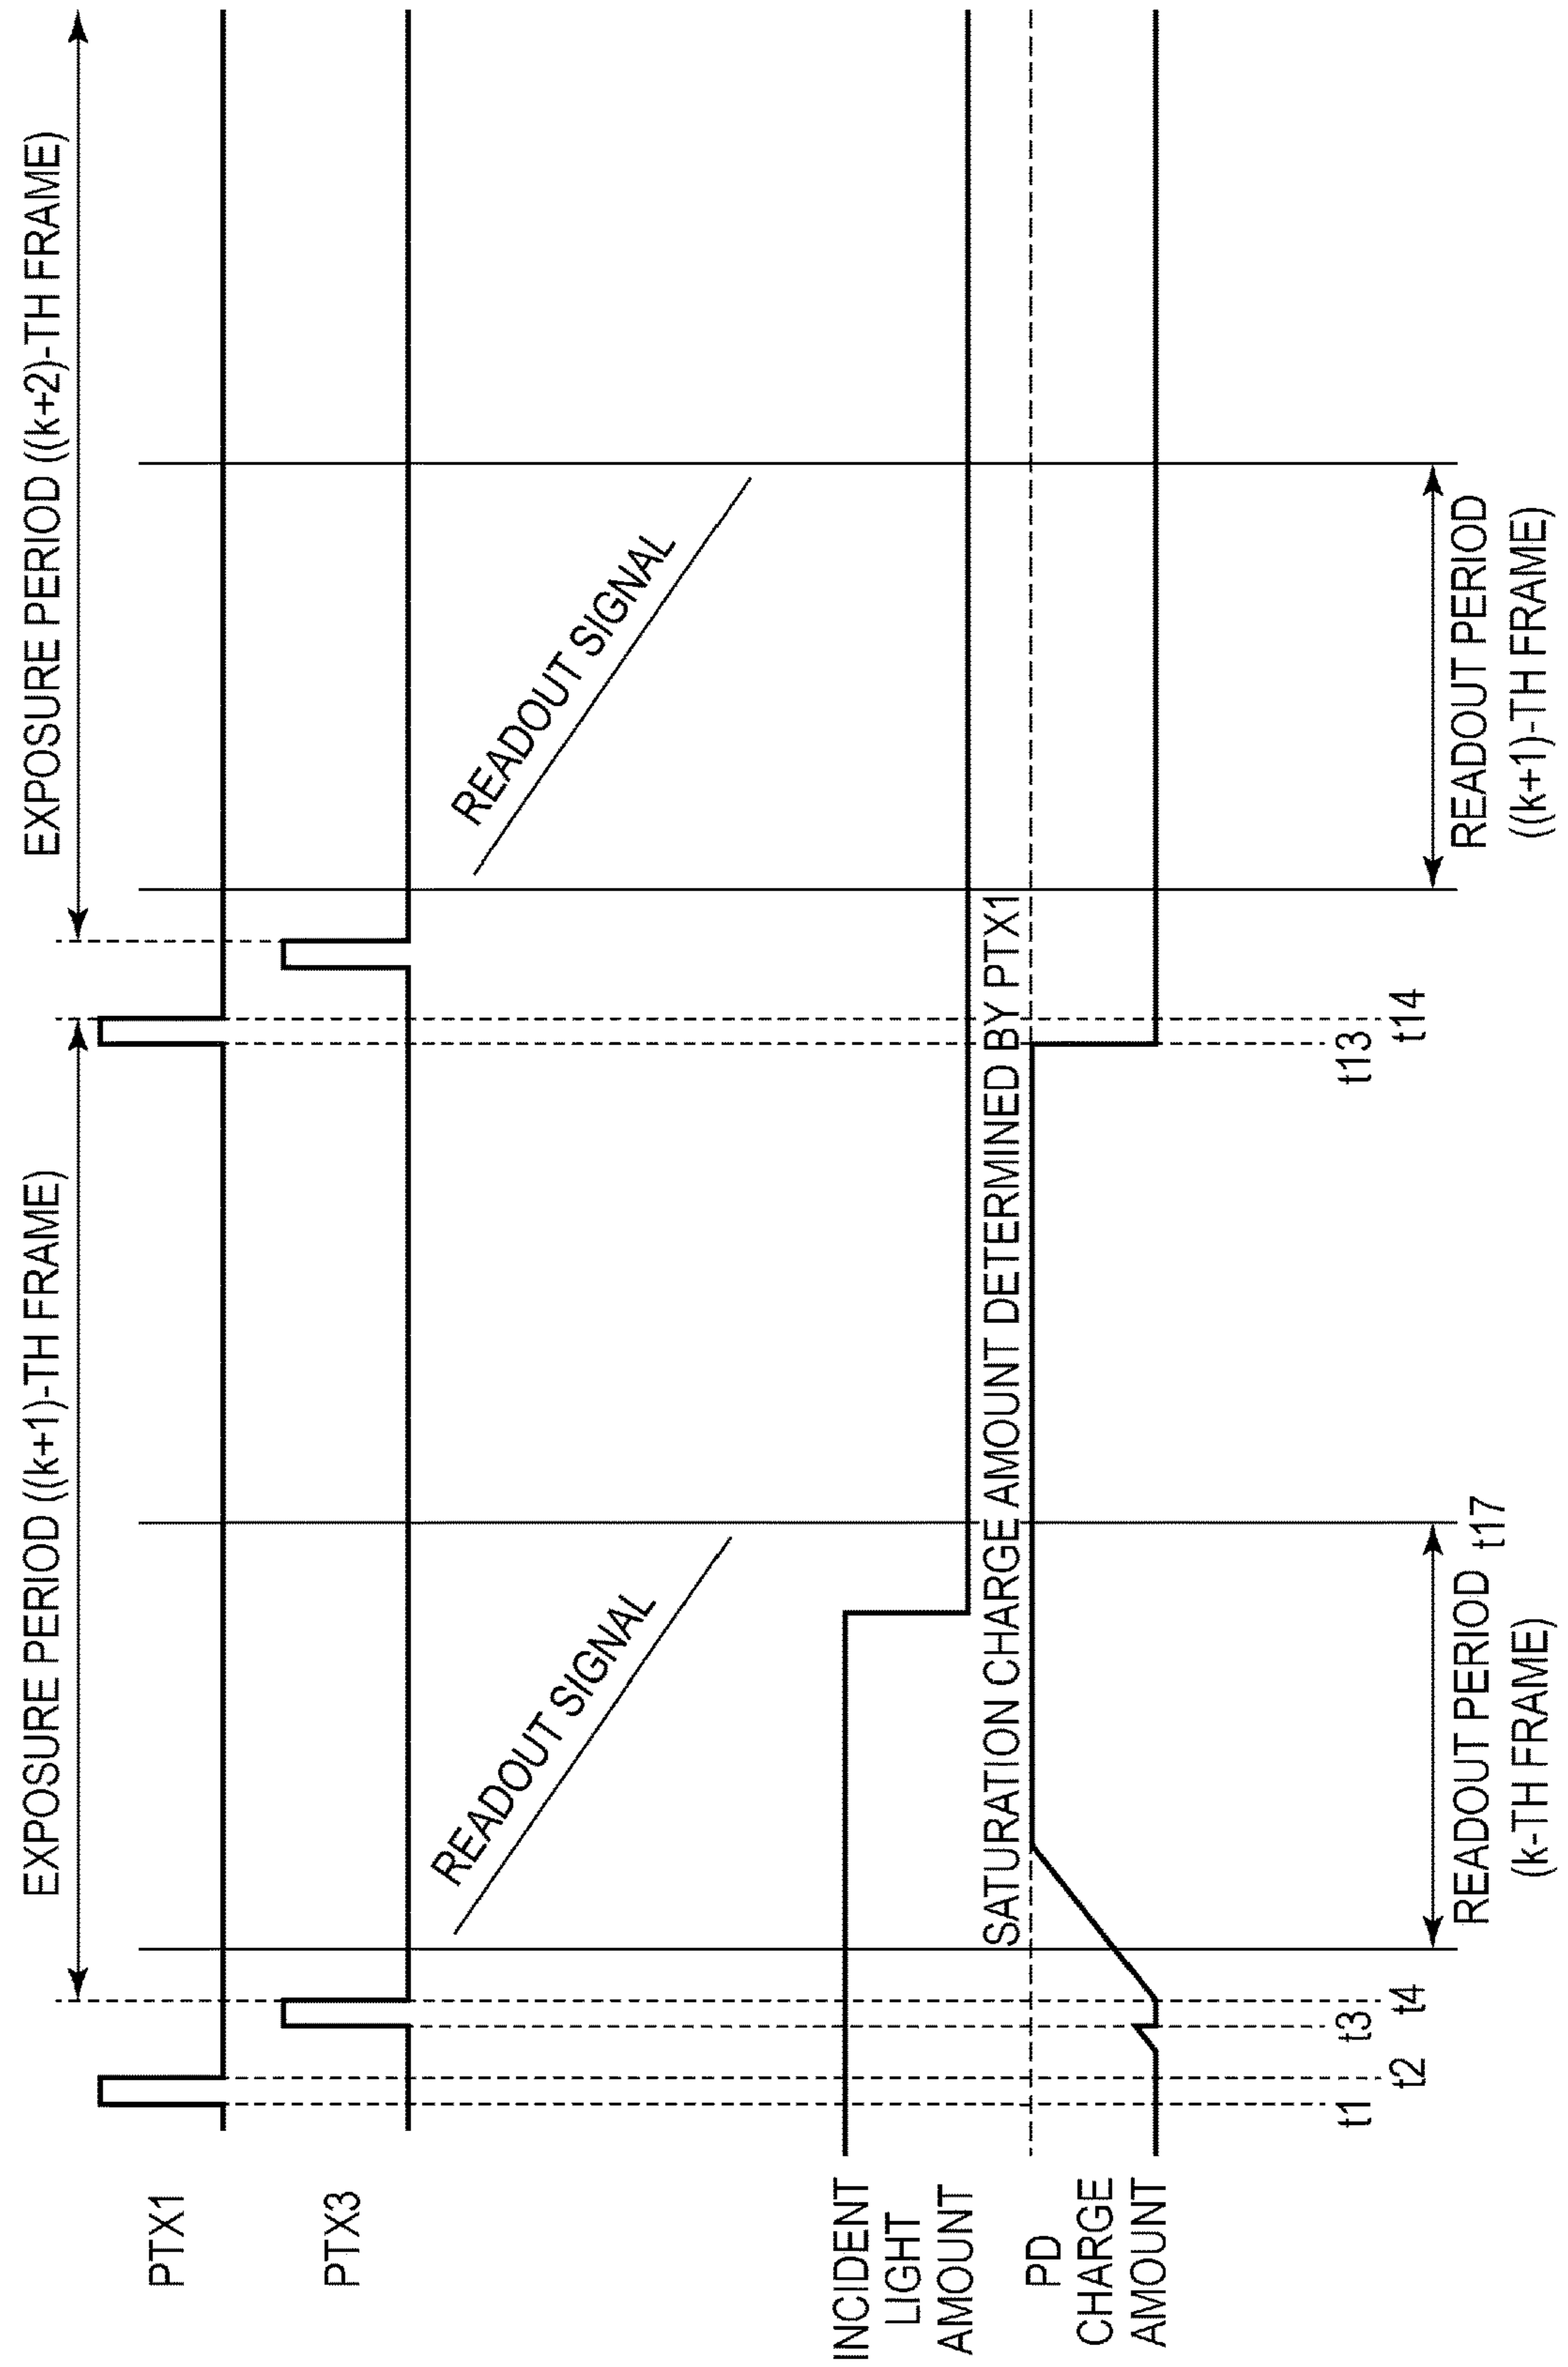 EXPOSURE PERIOD ((k+1)-TH FRAME)
EXPOSURE PERIOD ((k+2)-TH FRAME)
PTX1
PTX3
READOUT SIGNAL
READOUT SIGNAL
INCIDENT
LIGHT
AMOUNT
SATURATION CHARGE AMOUNT DETERMINED BY PTX1
PD
CHARGE
AMOUNT
t1
t2
t3
t4
t13
t14
READOUT PERIOD
(k-TH FRAME)
t17
READOUT PERIOD
((k+1)-TH FRAME)